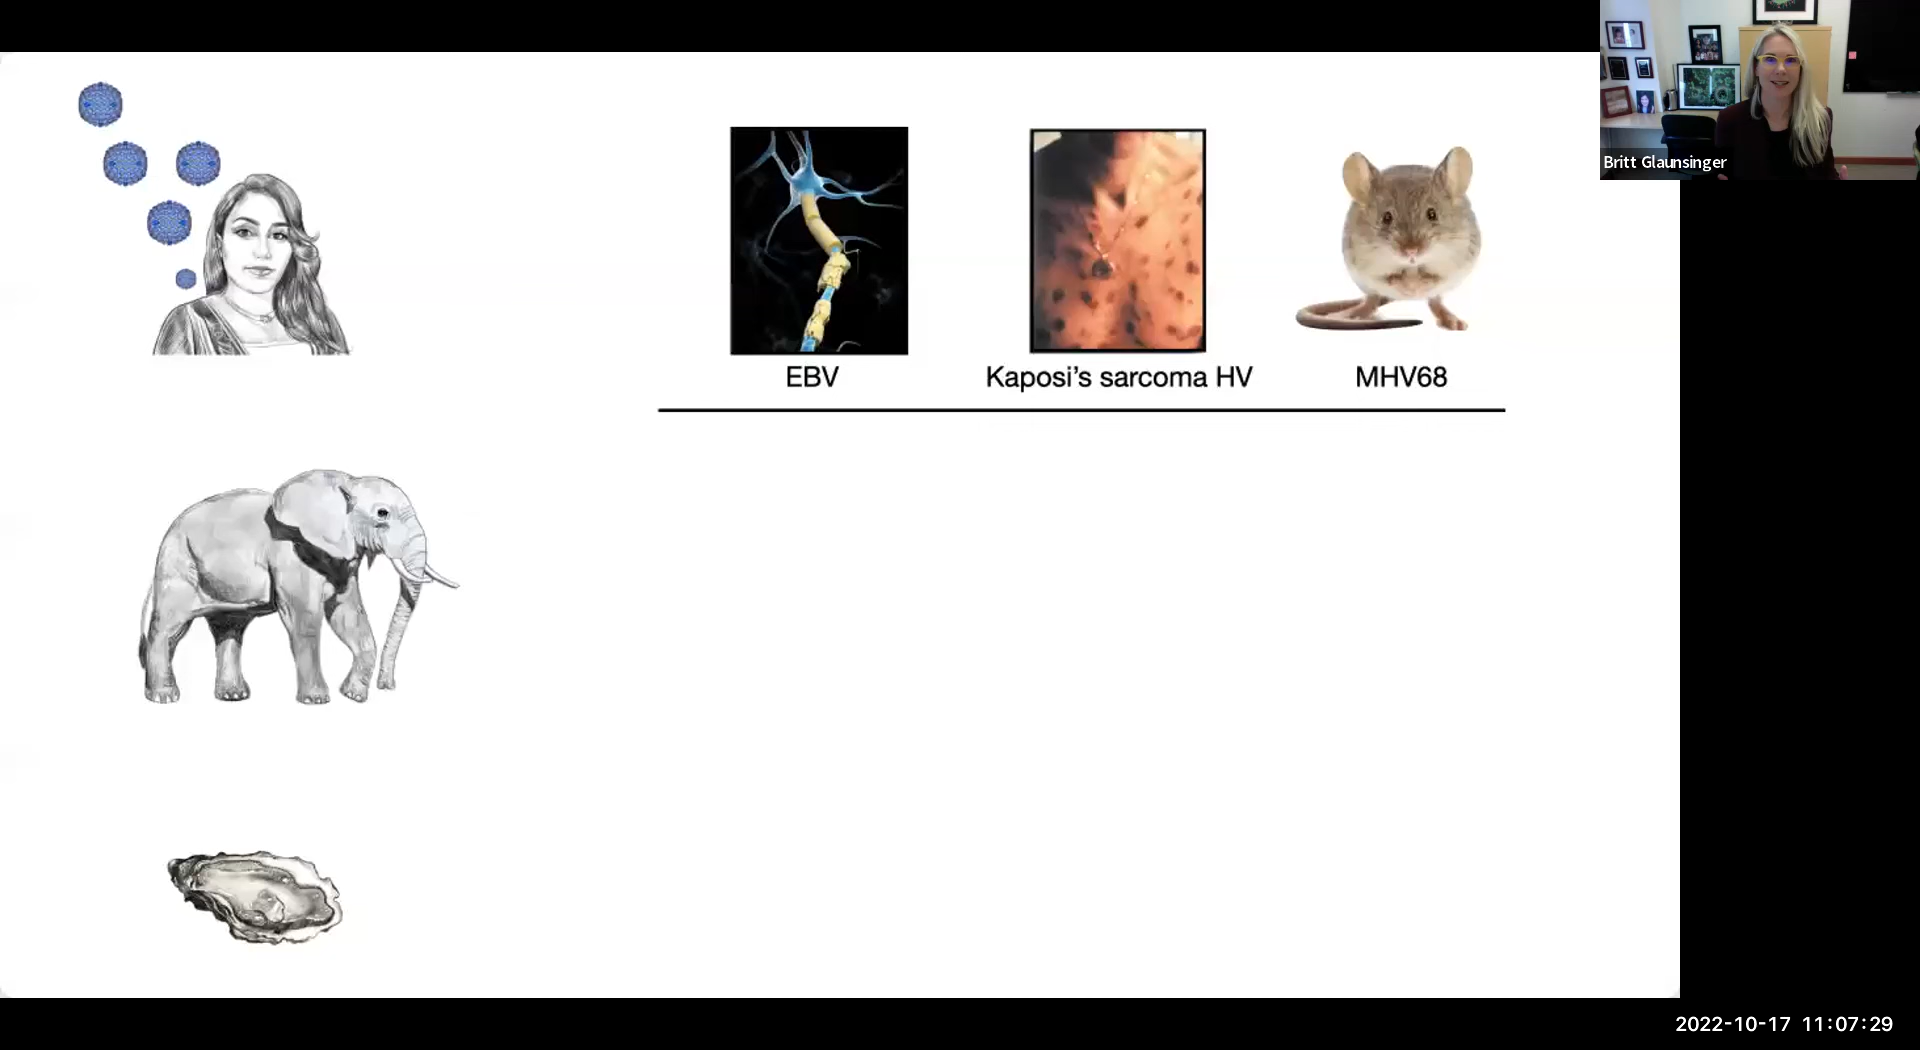 Britt Glaunsinger
EBV
Kaposi's sarcoma HV
MHV68
2022-10-17 11:07:29